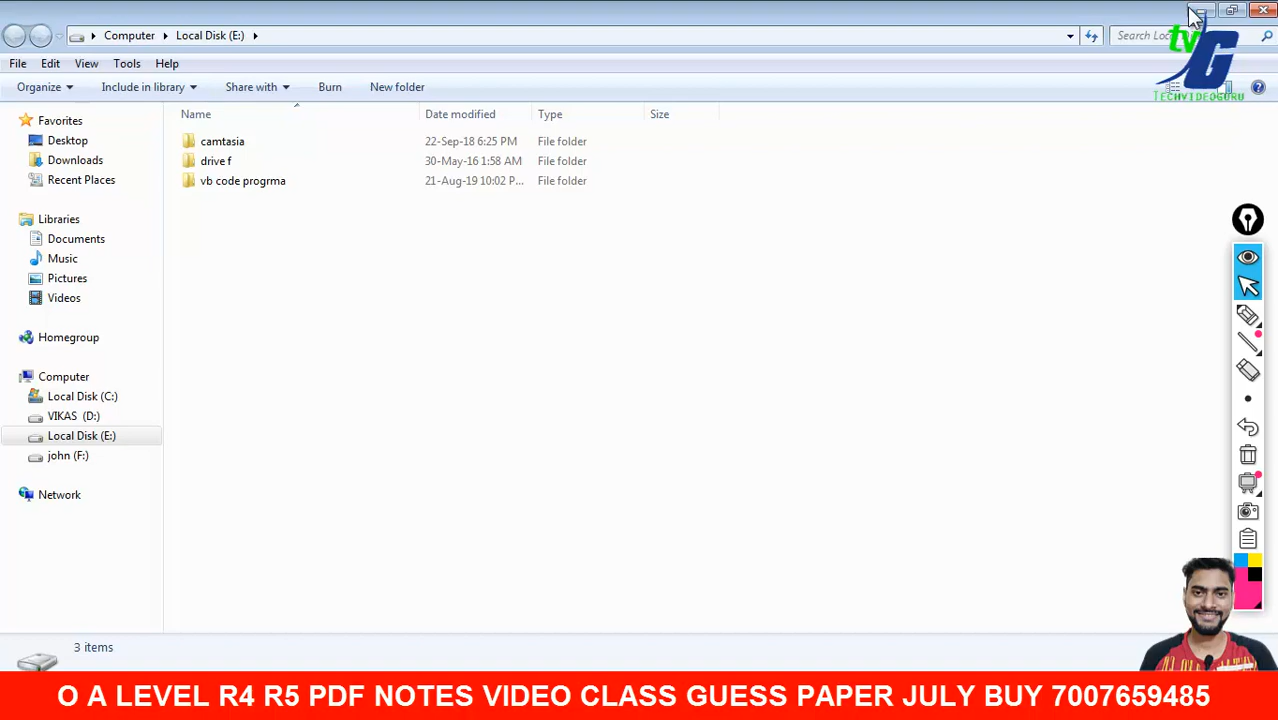 Computer Local Disk (E:) Search Loc
File Edit View Tools Help
Organize Include in library Share with Burn New folder
tv G
TECHVIDEOGURU
Name Date modified Type Size
camtasia 22-Sep-18 6:25 PM File folder
drive f 30-May-16 1:58 AM File folder
vb code progrma 21-Aug-19 10:02 P... File folder
Favorites
Desktop
Downloads
Recent Places
Libraries
Documents
Music
Pictures
Videos
Homegroup
Computer
Local Disk (C:)
VIKAS (D:)
Local Disk (E:)
john (F:)
Network
3 items
O A LEVEL R4 R5 PDF NOTES VIDEO CLASS GUESS PAPER JULY BUY 7007659485